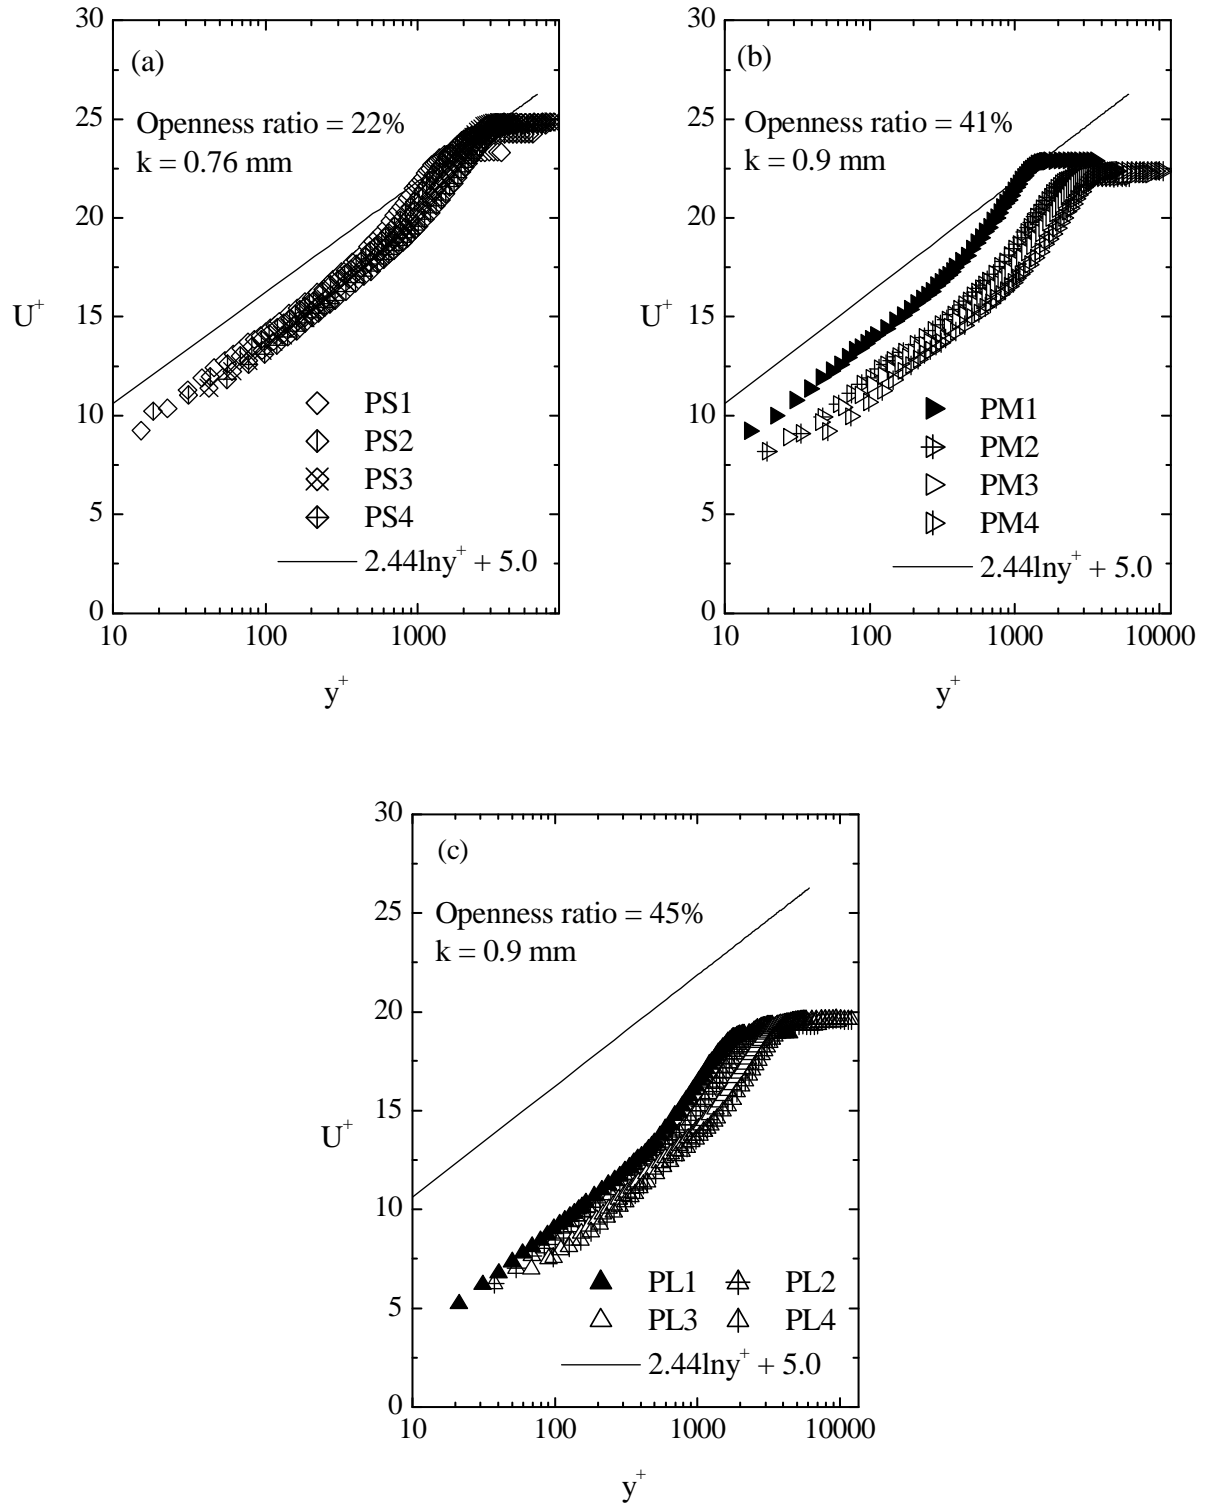 30
(a)
Openness ratio = 22%
k = 0.76 mm
25
20
15
10
5
0
U+
PS1
PS2
PS3
PS4
2.44lny+ + 5.0
10 100 1000
y+
30
(b)
Openness ratio = 41%
k = 0.9 mm
25
20
15
10
5
0
U+
PM1
PM2
PM3
PM4
2.44lny+ + 5.0
10 100 1000 10000
y+
30
(c)
Openness ratio = 45%
k = 0.9 mm
25
20
15
10
5
0
U+
PL1 PL2
PL3 PL4
2.44lny+ + 5.0
10 100 1000 10000
y+